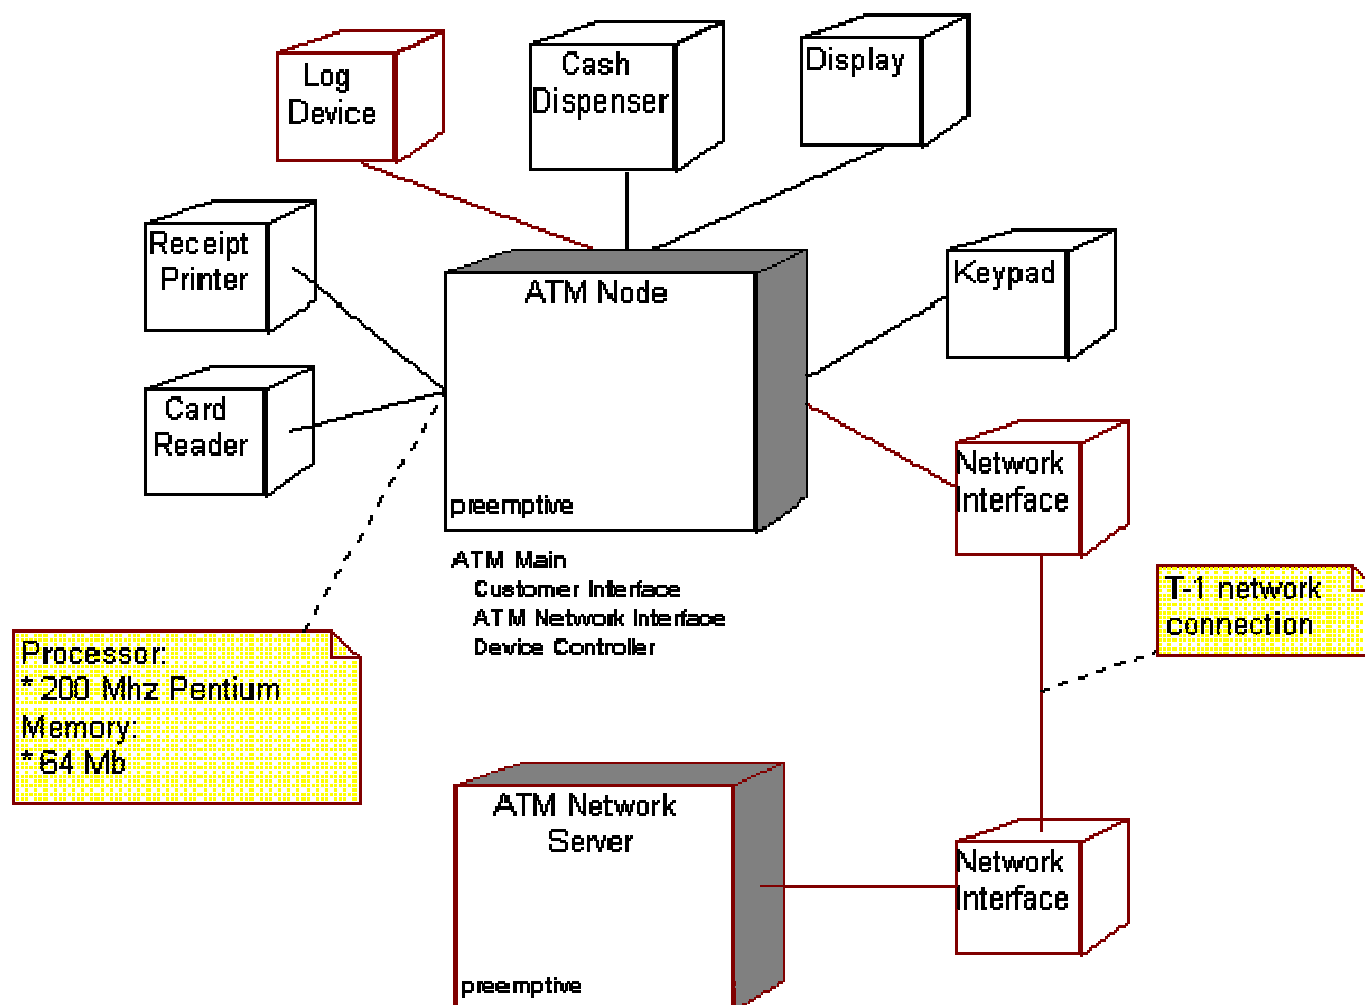 Log
Device
Cash
Dispenser
Display
Receipt
Printer
ATM Node
Keypad
Card
Reader
Network
Interface
preemptive
ATM Main
Customer Interface
ATM Network Interface
Device Controller
T-1 network
connection
Processor:
* 200 Mhz Pentium
Memory:
* 64 Mb
ATM Network
Server
Network
Interface
preemptive